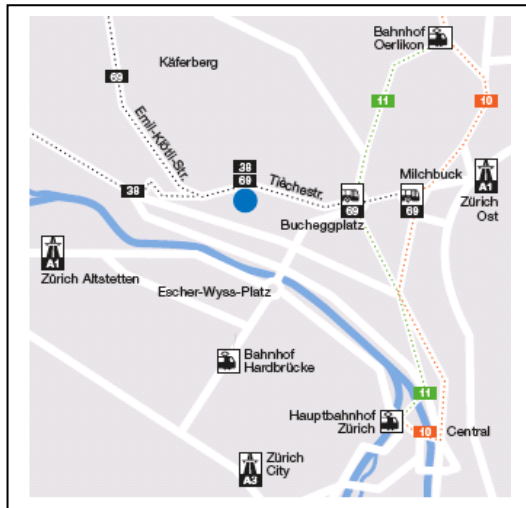 Bahnhof
Oerlikon
Käferberg
69
11
10
Emil-Klöti-Str.
38
69
Tièchestr.
Milchbuck
A1
Zürich
Ost
38
69
69
Bucheggplatz
A1
Zürich Altstetten
Escher-Wyss-Platz
Bahnhof
Hardbrücke
11
Hauptbahnhof
Zürich
10
Central
Zürich
City
A3